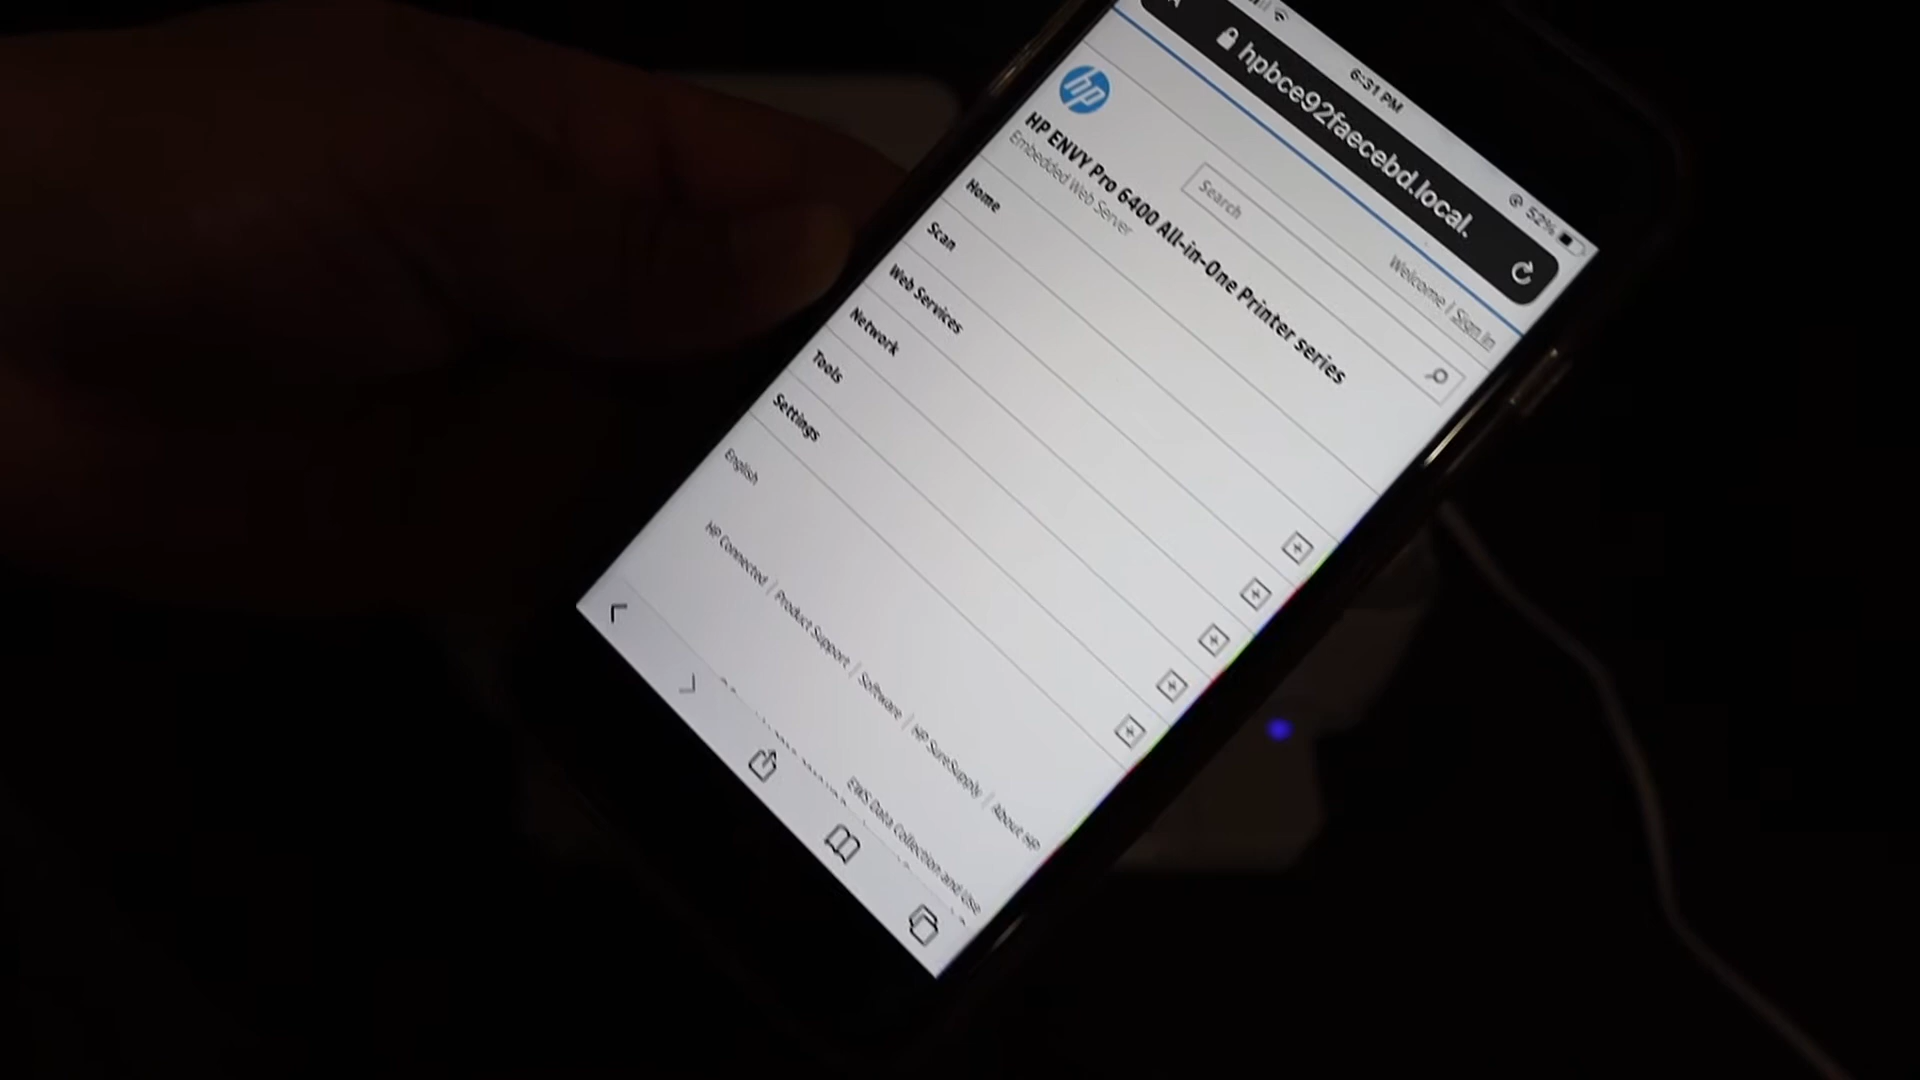 6:31 PM
52%
hpbce92faecebd.local.
Welcome | Sign in
hp
Search
HP ENVY Pro 6400 All-in-One Printer series
Embedded Web Server
Home
Scan
Web Services
Network
Tools
Settings
English
HP Connected | Product Support | Software | HP SureSupply | About HP
EWS Data Collection and Use